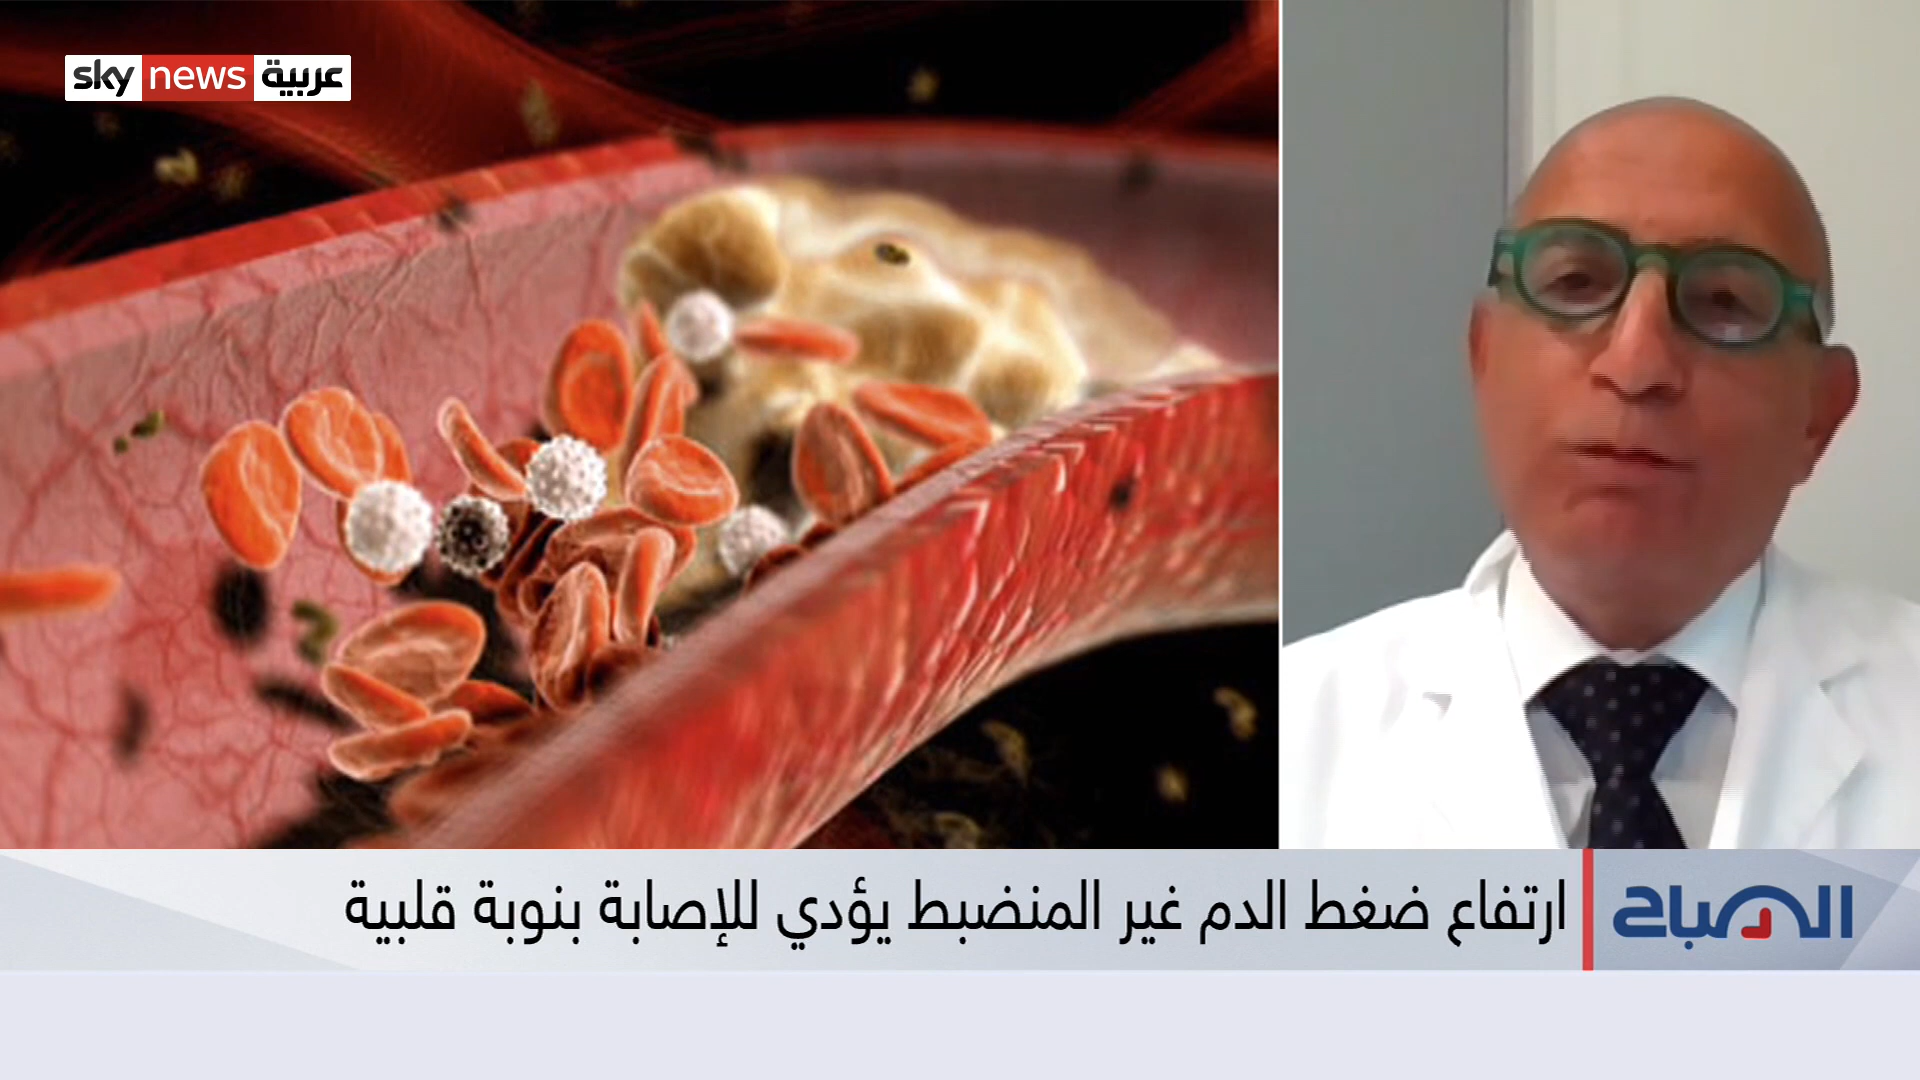 sky news عربية
ارتفاع ضغط الدم غير المنضبط يؤدي للإصابة بنوبة قلبية
الصباح